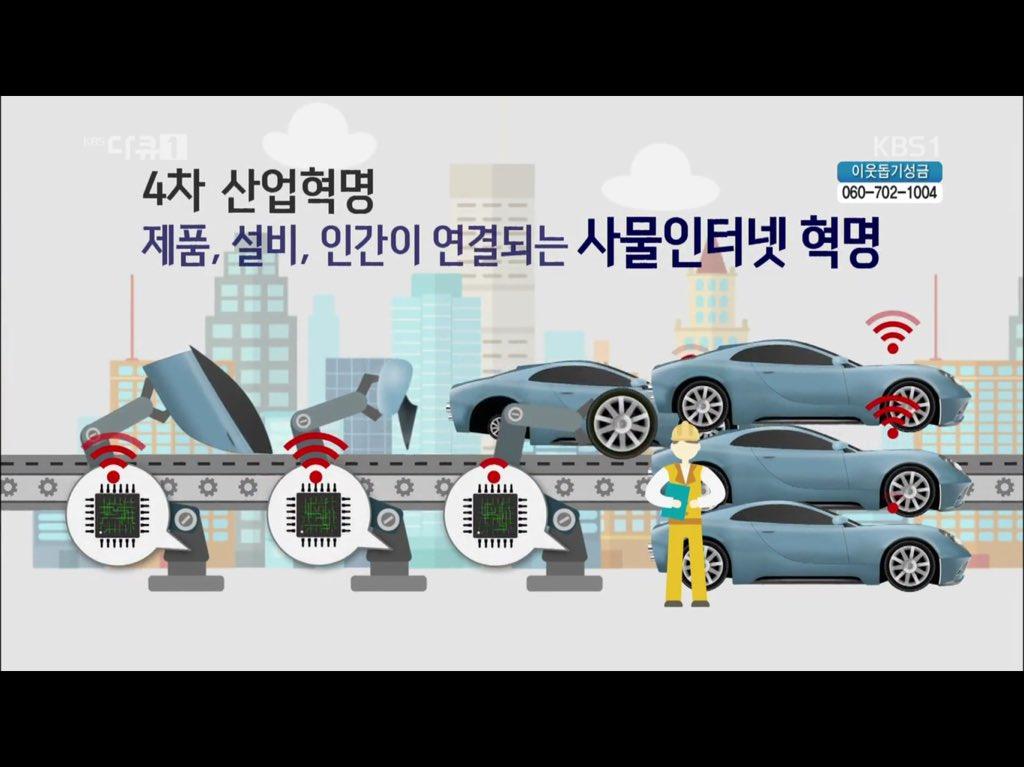 KBS 다큐1
KBS1
이웃돕기성금
060-702-1004
4차 산업혁명
제품, 설비, 인간이 연결되는 사물인터넷 혁명